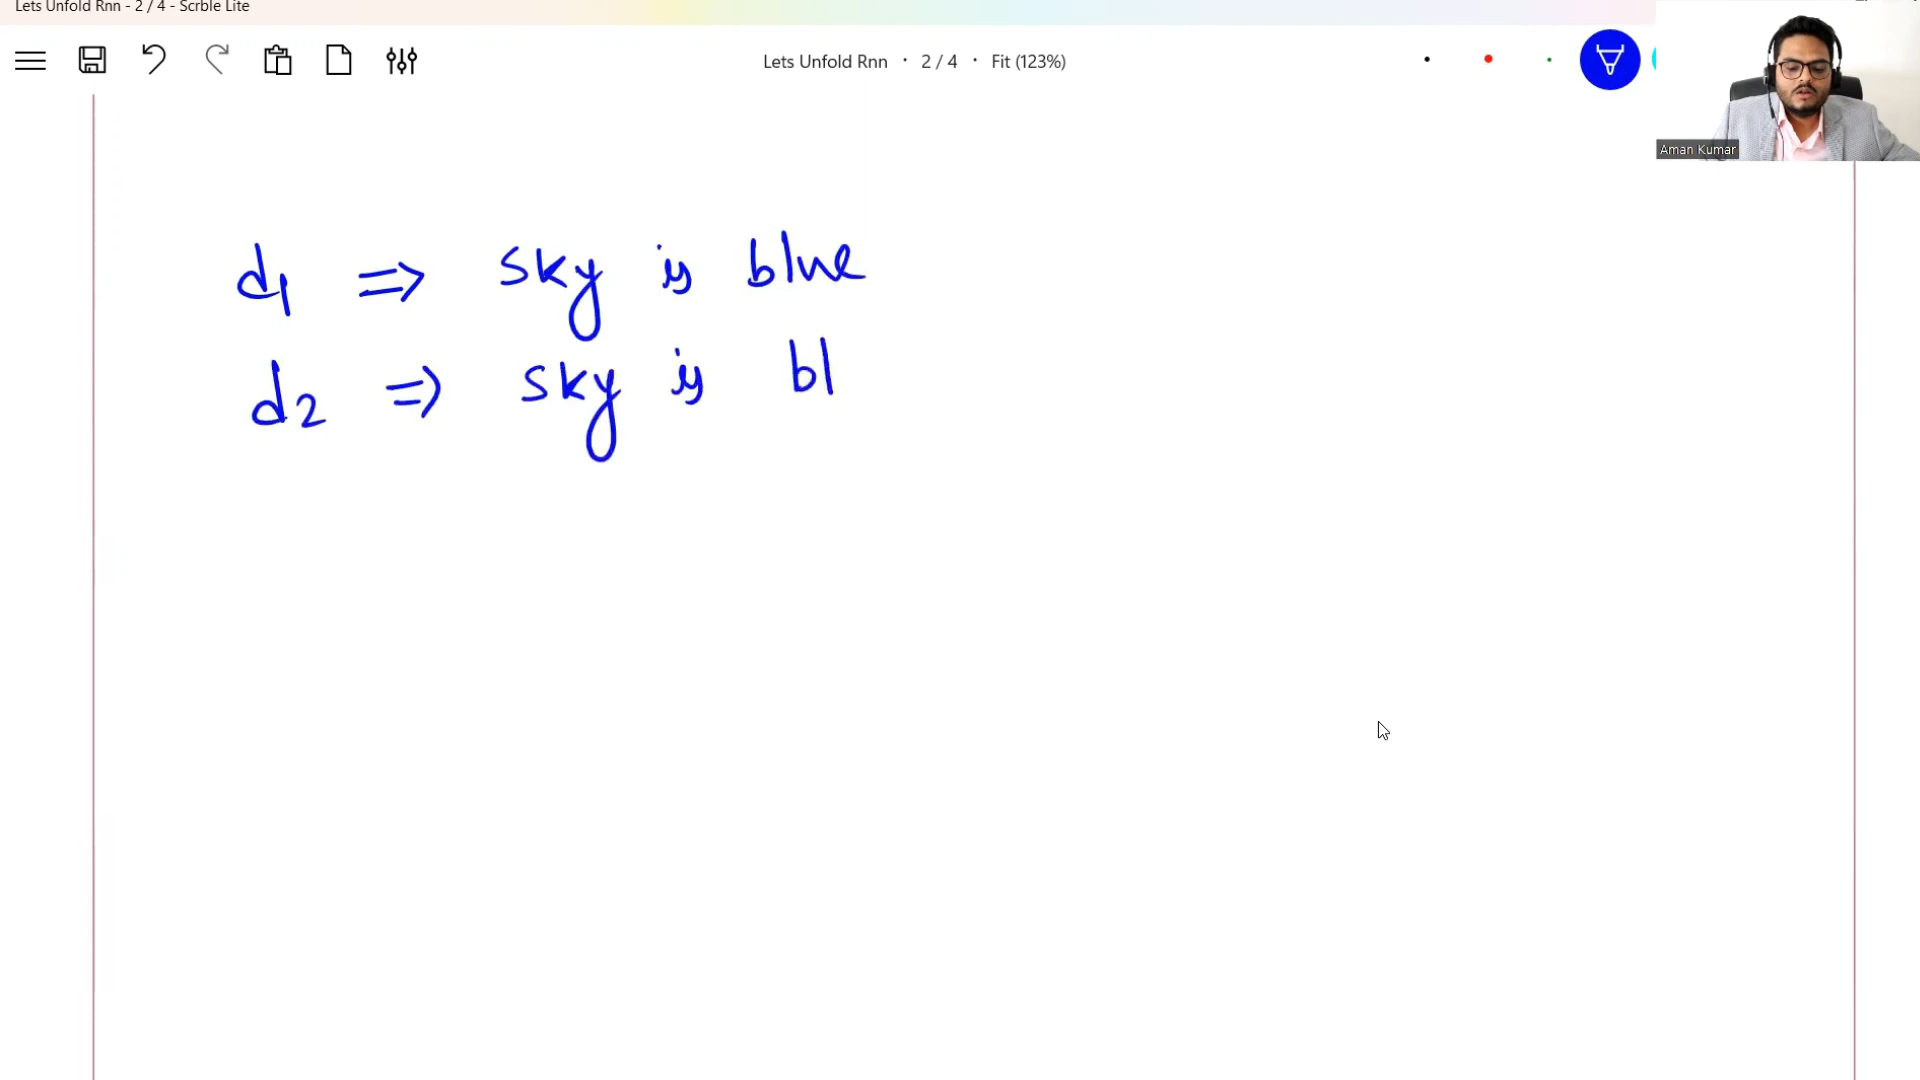 Lets Unfold Rnn - 2 / 4 - Scrble Lite
Lets Unfold Rnn · 2 / 4 · Fit (123%)
Aman Kumar
d1 => sky is blue
d2 => sky is bl